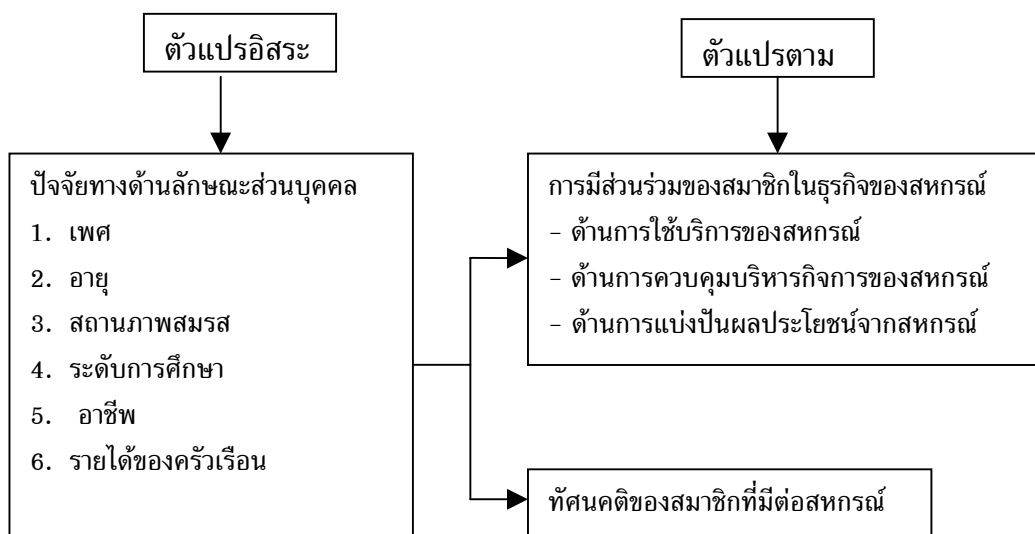 ตัวแปรอิสระ
ตัวแปรตาม
ปัจจัยทางด้านลักษณะส่วนบุคคล
1. เพศ
2. อายุ
3. สถานภาพสมรส
4. ระดับการศึกษา
5. อาชีพ
6. รายได้ของครัวเรือน
การมีส่วนร่วมของสมาชิกในธุรกิจของสหกรณ์
- ด้านการใช้บริการของสหกรณ์
- ด้านการควบคุมบริหารกิจการของสหกรณ์
- ด้านการแบ่งปันผลประโยชน์จากสหกรณ์
ทัศนคติของสมาชิกที่มีต่อสหกรณ์